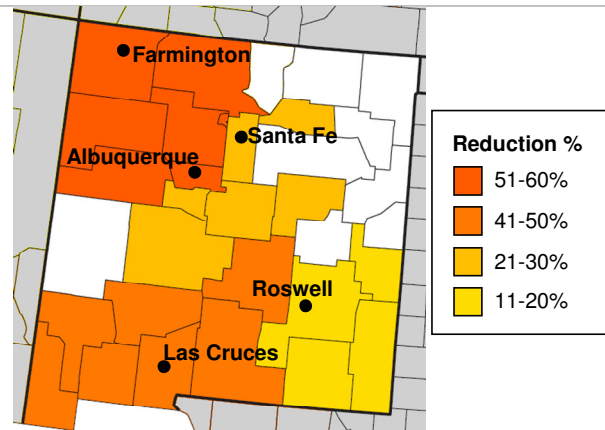 Farmington
Santa Fe
Albuquerque
Roswell
Las Cruces
Reduction %
51-60%
41-50%
21-30%
11-20%